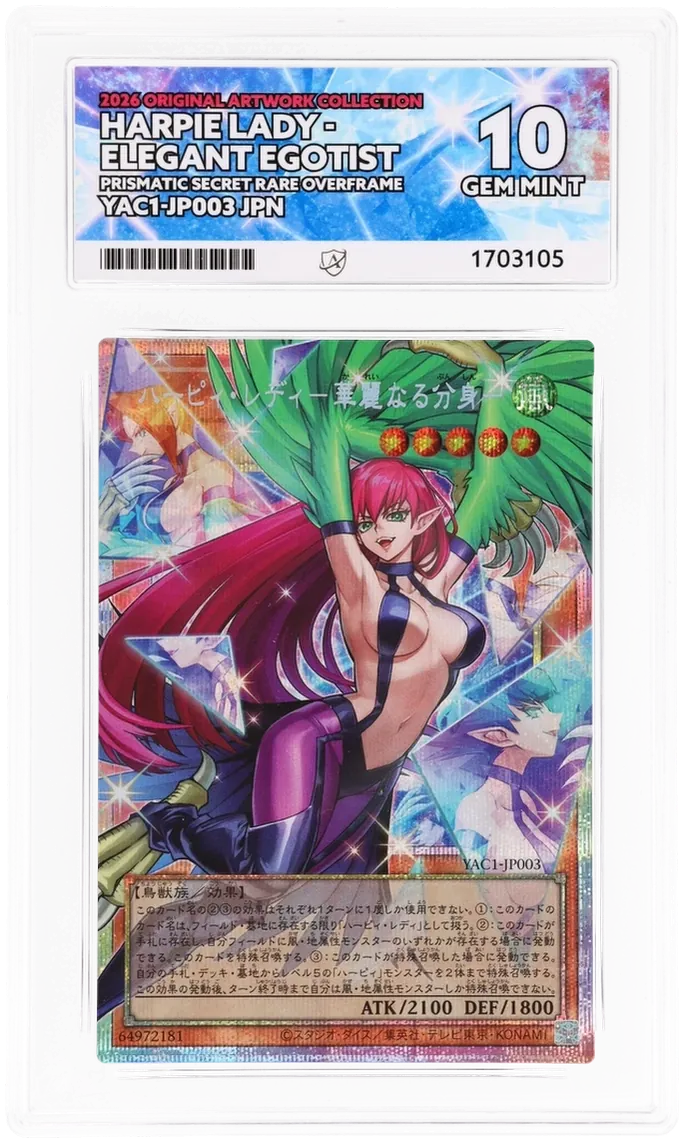 2026 ORIGINAL ARTWORK COLLECTION
HARPIE LADY -
ELEGANT EGOTIST
PRISMATIC SECRET RARE OVERFRAME
YAC1-JP003 JPN
10
GEM MINT
1703105
ハーピィ・レディー華麗なる分身－
風
YAC1-JP003
【鳥獣族／効果】
このカード名の②③の効果はそれぞれ1ターンに1度しか使用できない。①：このカードの
カード名は、フィールド・墓地に存在する限り「ハーピィ・レディ」として扱う。②：このカードが
手札に存在し、自分フィールドに風・地属性モンスターのいずれかが存在する場合に発動
できる。このカードを特殊召喚する。③：このカードが特殊召喚した場合に発動できる。
自分の手札・デッキ・墓地からレベル5の「ハーピィ」モンスターを2体まで特殊召喚する。
この効果の発動後、ターン終了時まで自分は風・地属性モンスターしか特殊召喚できない。
ATK/2100 DEF/1800
64972181
©スタジオ・ダイス／集英社・テレビ東京・KONAMI